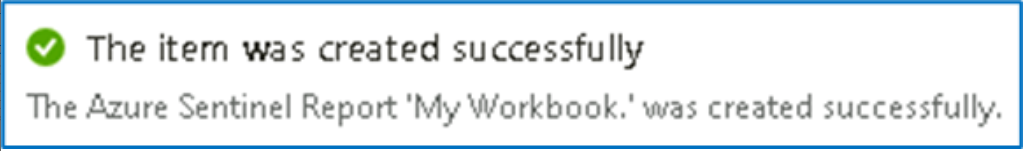 The item was created successfully
The Azure Sentinel Report 'My Workbook.' was created successfully.